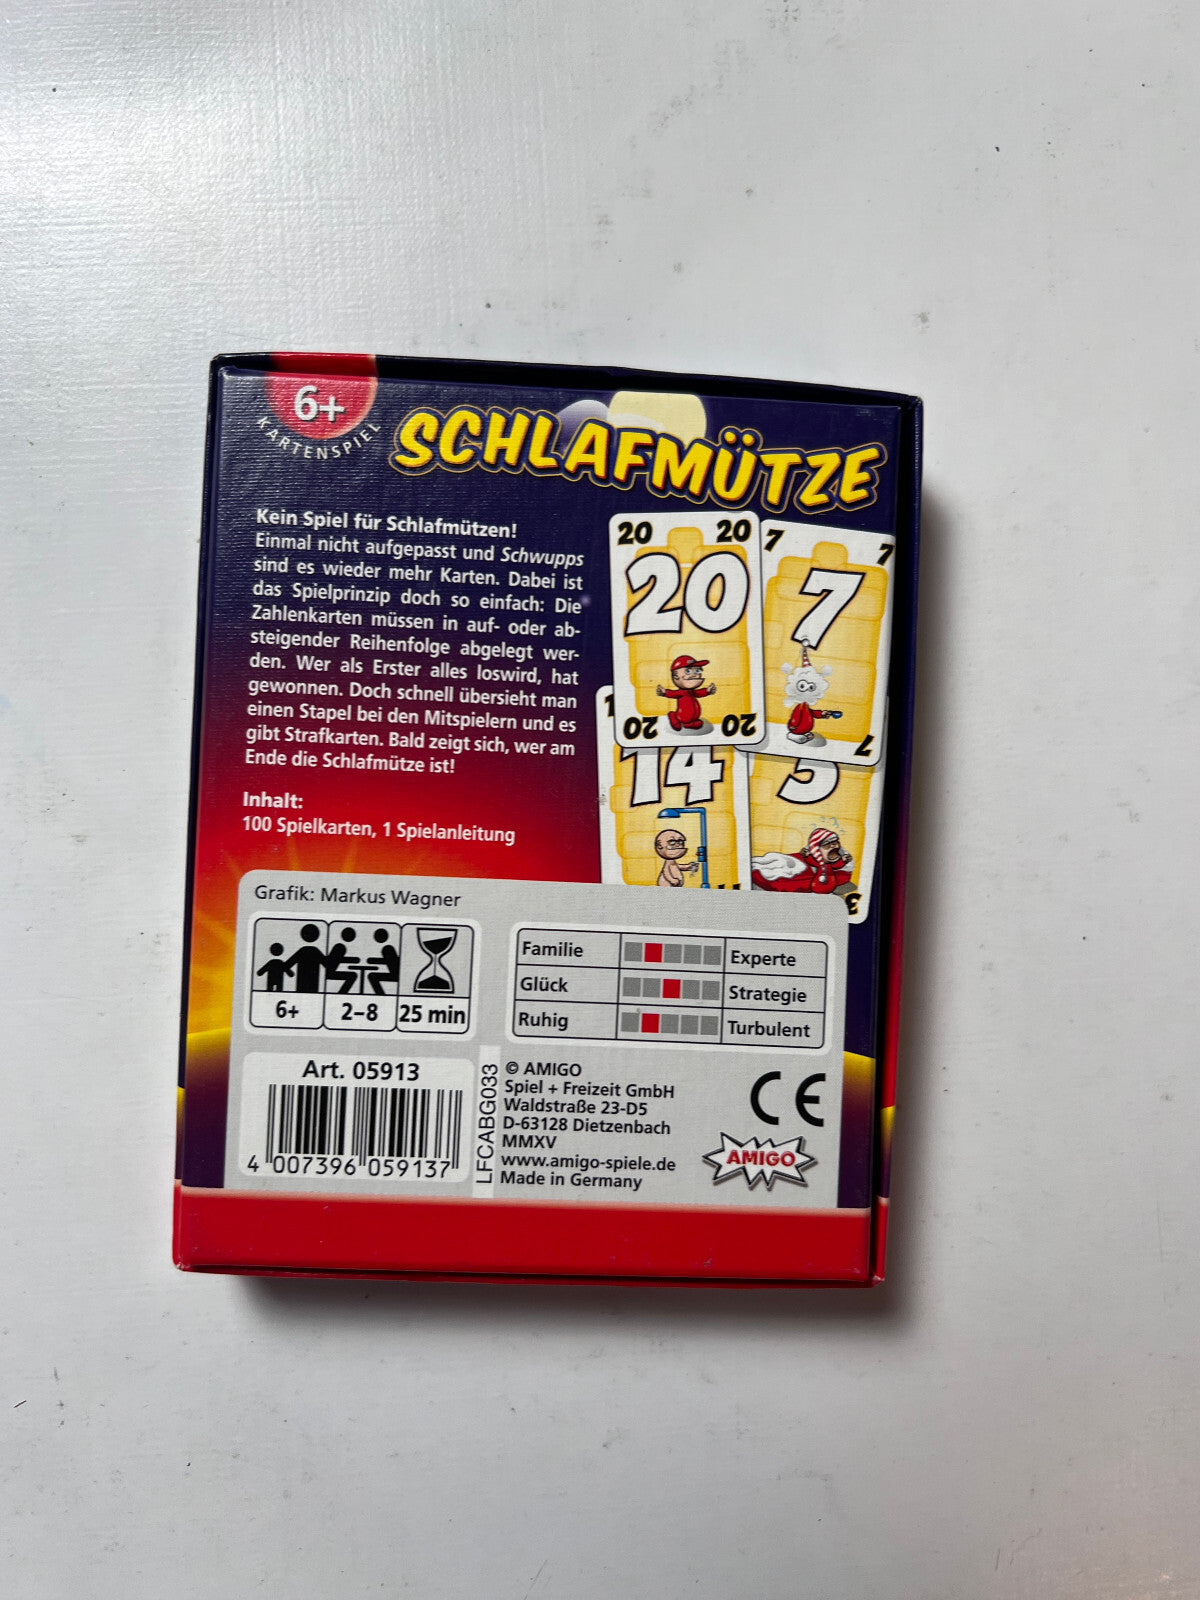 6+
KARTENSPIEL
SCHLAFMÜTZE
Kein Spiel für Schlafmützen!
Einmal nicht aufgepasst und Schwupps
sind es wieder mehr Karten. Dabei ist
das Spielprinzip doch so einfach: Die
Zahlenkarten müssen in auf- oder ab-
steigender Reihenfolge abgelegt wer-
den. Wer als Erster alles loswird, hat
gewonnen. Doch schnell übersieht man
einen Stapel bei den Mitspielern und es
gibt Strafkarten. Bald zeigt sich, wer am
Ende die Schlafmütze ist!
Inhalt:
100 Spielkarten, 1 Spielanleitung
20 20
20
20 20
7 7
7
7
14
3
3
Grafik: Markus Wagner
6+ 2–8 25 min
Familie Experte
Glück Strategie
Ruhig Turbulent
Art. 05913
4 007396 059137
LFCABG033
© AMIGO
Spiel + Freizeit GmbH
Waldstraße 23-D5
D-63128 Dietzenbach
MMXV
www.amigo-spiele.de
Made in Germany
CE
AMIGO